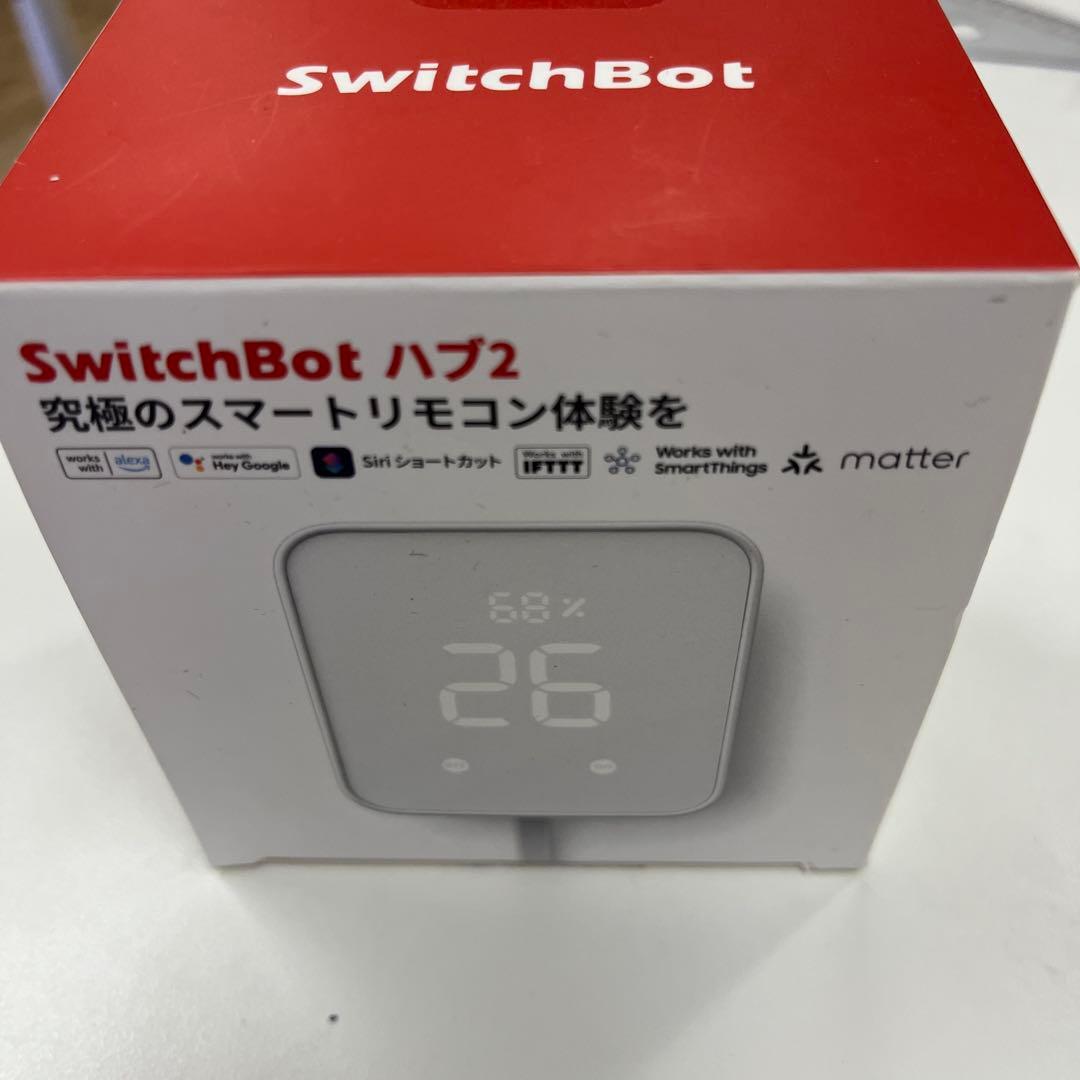 SwitchBot
SwitchBot ハブ2
究極のスマートリモコン体験を
works with alexa works with Hey Google Siri ショートカット Works with IFTTT Works with SmartThings matter
68%
26